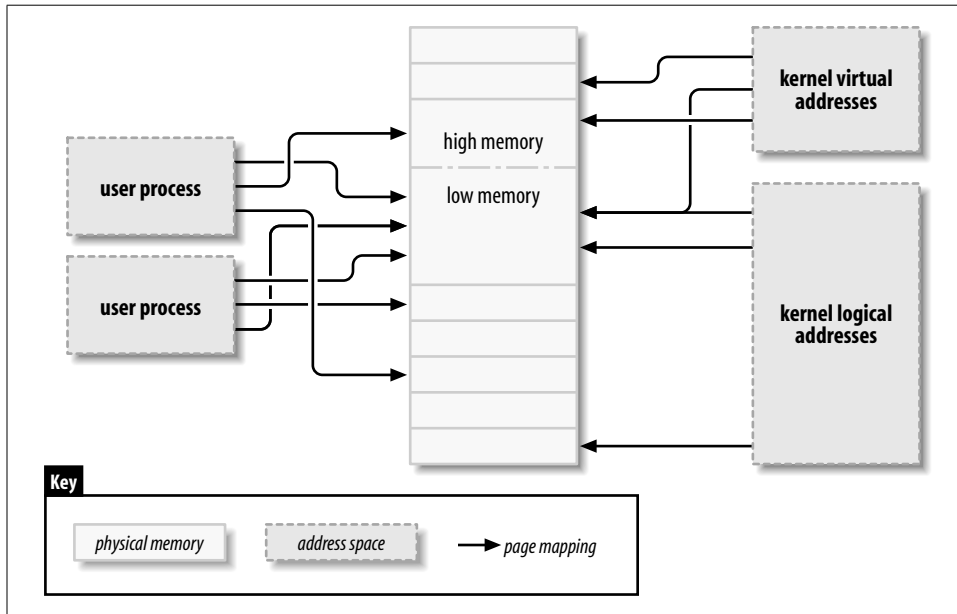 high memory
low memory
user process
user process
kernel virtual
addresses
kernel logical
addresses
Key
physical memory
address space
page mapping